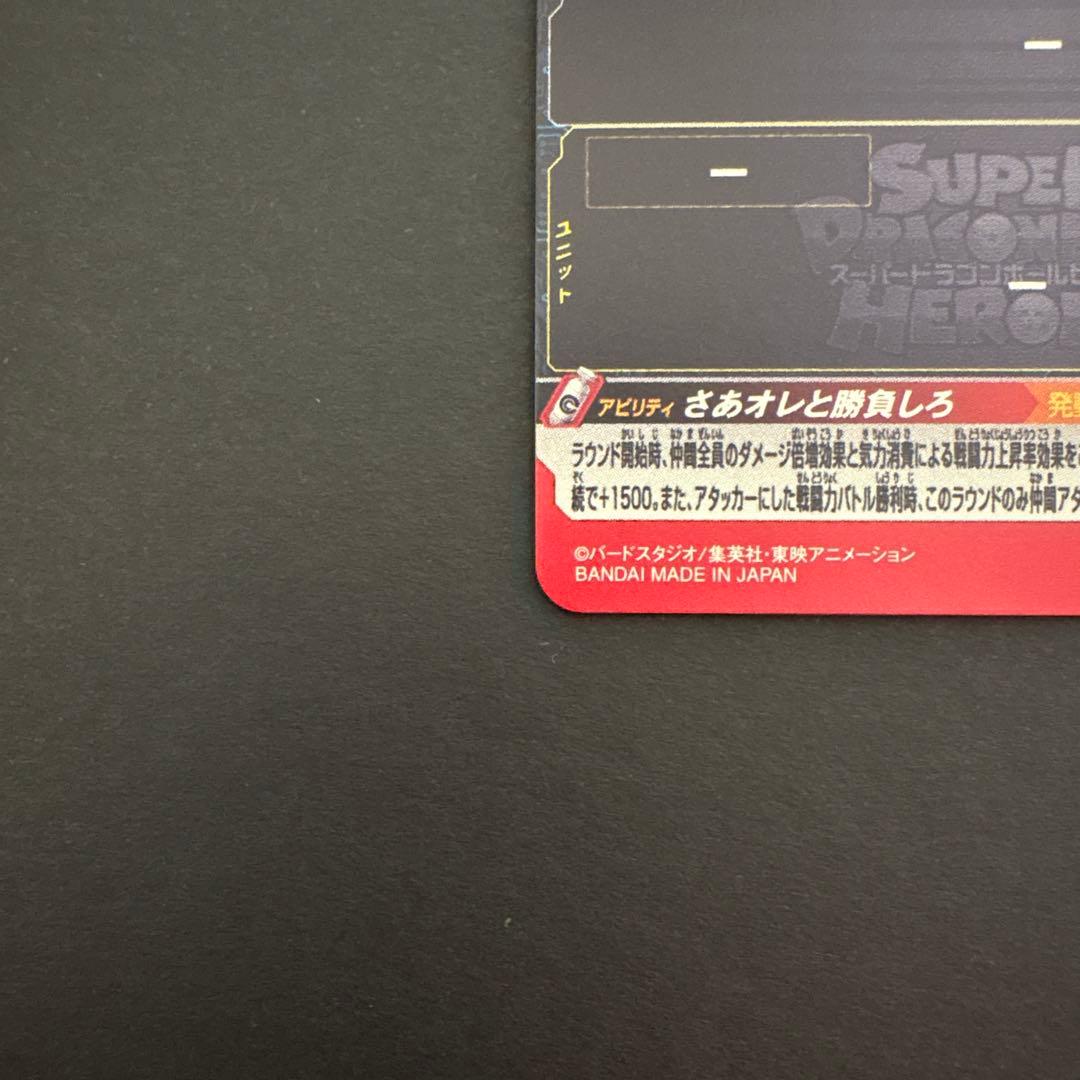 SUPER
DRAGON
スーパードラゴンボールヒ
HERO
ユニット
アビリティ さあオレと勝負しろ 発動
ラウンド開始時、仲間全員のダメージ倍増効果と気力消費による戦闘力上昇率効果を
続で+1500。また、アタッカーにした戦闘力バトル勝利時、このラウンドのみ仲間アタ
©バードスタジオ/集英社・東映アニメーション
BANDAI MADE IN JAPAN